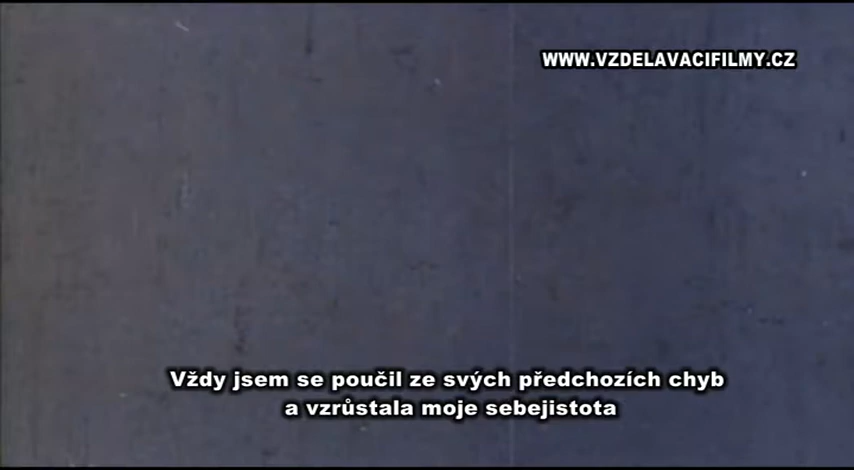 WWW.VZDELAVACIFILMY.CZ
Vždy jsem se poučil ze svých předchozích chyb
a vzrůstala moje sebejistota